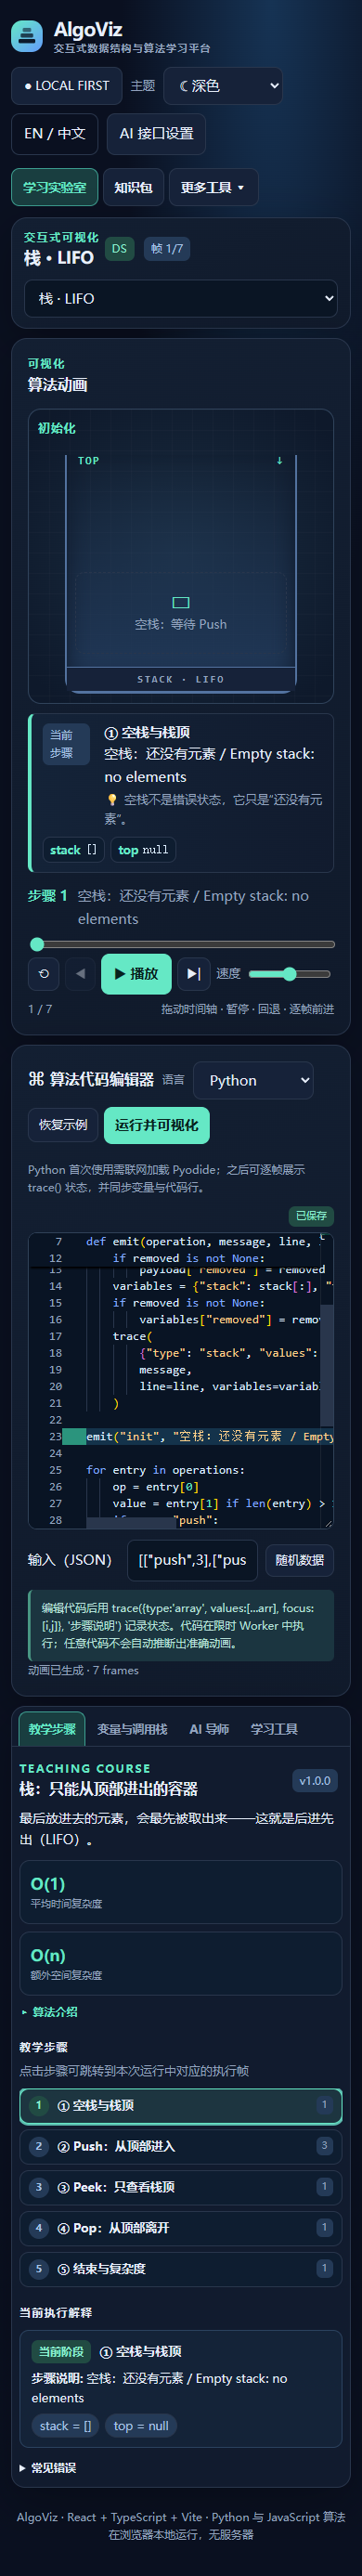 AlgoViz
交互式数据结构与算法学习平台
● LOCAL FIRST 主题 ☾ 深色
EN / 中文 AI 接口设置
学习实验室 知识包 更多工具 ▾
交互式可视化
栈 • LIFO DS 帧 1/7
栈 · LIFO
可视化
算法动画
初始化
TOP ↓
空栈：等待 Push
STACK · LIFO
当前步骤
① 空栈与栈顶
空栈：还没有元素 / Empty stack:
no elements
💡 空栈不是错误状态，它只是“还没有元
素”。
stack [] top null
步骤 1 空栈：还没有元素 / Empty stack: no
elements
⟲ ◀ ▶ 播放 ▶| 速度
1 / 7 拖动时间轴 · 暂停 · 回退 · 逐帧前进
⌘ 算法代码编辑器 语言 Python
恢复示例 运行并可视化
Python 首次使用需联网加载 Pyodide；之后可逐帧展示
trace() 状态，并同步变量与代码行。
已保存
7 def emit(operation, message, line,
12 if removed is not None:
13 payload["removed"] = removed
14 variables = {"stack": stack[:], "
15 if removed is not None:
16 variables["removed"] = remov
17 trace(
18 {"type": "stack", "values":
19 message,
20 line=line, variables=variabl
21 )
22
23 emit("init", "空栈：还没有元素 / Empty
24
25 for entry in operations:
26 op = entry[0]
27 value = entry[1] if len(entry) >
28 "push":
输入（JSON） [["push",3],["pus 随机数据
编辑代码后用 trace({type:'array', values:[...arr], focus:
[i,j]}, '步骤说明') 记录状态。代码在限时 Worker 中执
行；任意代码不会自动推断出准确动画。
动画已生成 · 7 frames
教学步骤 变量与调用栈 AI 导师 学习工具
TEACHING COURSE
栈：只能从顶部进出的容器 v1.0.0
最后放进去的元素，会最先被取出来——这就是后进先
出（LIFO）。
O(1)
平均时间复杂度
O(n)
额外空间复杂度
▸ 算法介绍
教学步骤
点击步骤可跳转到本次运行中对应的执行帧
1 ① 空栈与栈顶 1
2 ② Push：从顶部进入 3
3 ③ Peek：只查看栈顶 1
4 ④ Pop：从顶部离开 1
5 ⑤ 结束与复杂度 1
当前执行解释
当前阶段 ① 空栈与栈顶
步骤说明: 空栈：还没有元素 / Empty stack: no
elements
stack = [] top = null
▶ 常见错误
AlgoViz · React + TypeScript + Vite · Python 与 JavaScript 算法
在浏览器本地运行，无服务器